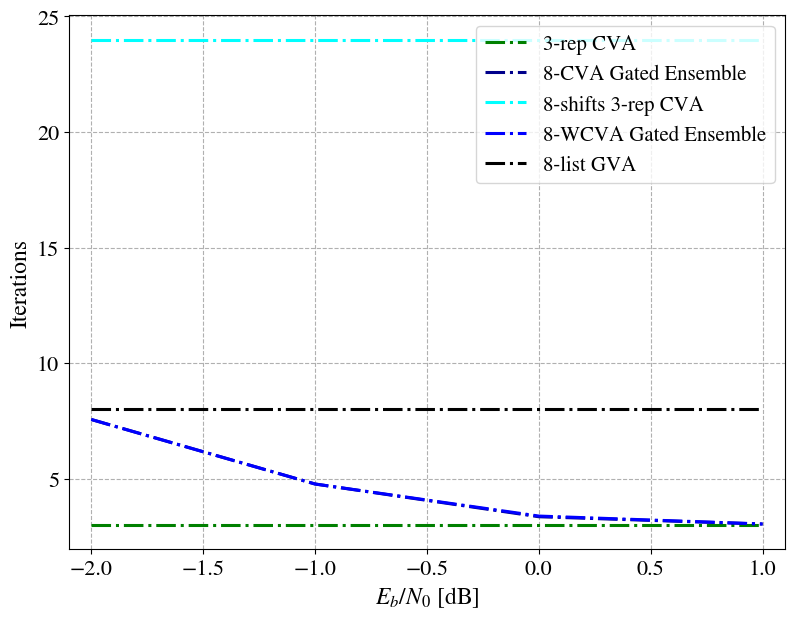 25
20
15
10
5
Iterations
3-rep CVA
8-CVA Gated Ensemble
8-shifts 3-rep CVA
8-WCVA Gated Ensemble
8-list GVA
−2.0 −1.5 −1.0 −0.5 0.0 0.5 1.0
E_b/N_0 [dB]